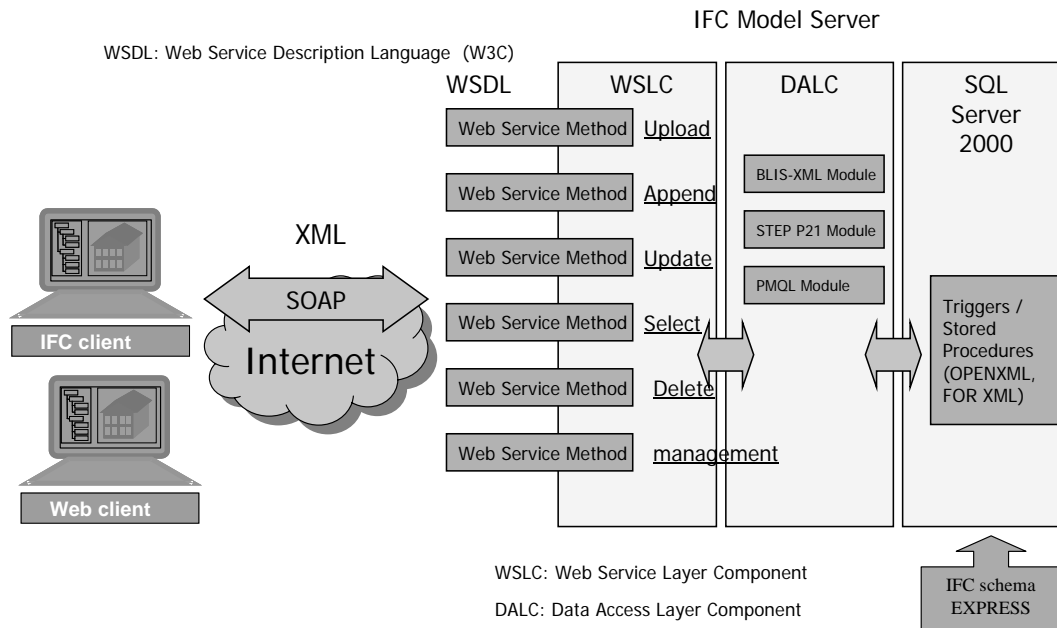 IFC Model Server
WSDL: Web Service Description Language (W3C)
WSDL
WSLC
DALC
SQL
Server
2000
Web Service Method Upload
Web Service Method Append
Web Service Method Update
Web Service Method Select
Web Service Method Delete
Web Service Method management
BLIS-XML Module
STEP P21 Module
PMQL Module
Triggers /
Stored
Procedures
(OPENXML,
FOR XML)
XML
SOAP
Internet
IFC client
Web client
WSLC: Web Service Layer Component
DALC: Data Access Layer Component
IFC schema
EXPRESS